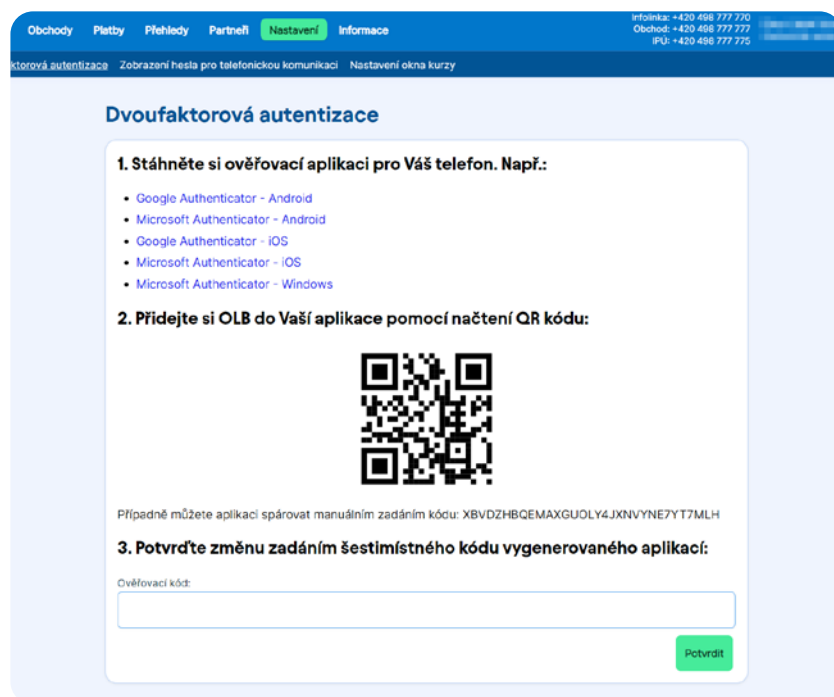 Infolinka: +420 498 777 770
Obchody Platby Přehledy Partneři Nastavení Informace
Obchod: +420 498 777 777
IPÚ: +420 498 777 775
ktorová autentizace Zobrazení hesla pro telefonickou komunikaci Nastavení okna kurzy
Dvoufaktorová autentizace
1. Stáhněte si ověřovací aplikaci pro Váš telefon. Např.:
• Google Authenticator - Android
• Microsoft Authenticator - Android
• Google Authenticator - iOS
• Microsoft Authenticator - iOS
• Microsoft Authenticator - Windows
2. Přidejte si OLB do Vaší aplikace pomocí načtení QR kódu:
Případně můžete aplikaci spárovat manuálním zadáním kódu: XBVDZHBQEMAXGUOLY4JXNVYNE7YT7MLH
3. Potvrďte změnu zadáním šestimístného kódu vygenerovaného aplikací:
Ověřovací kód:
Potvrdit